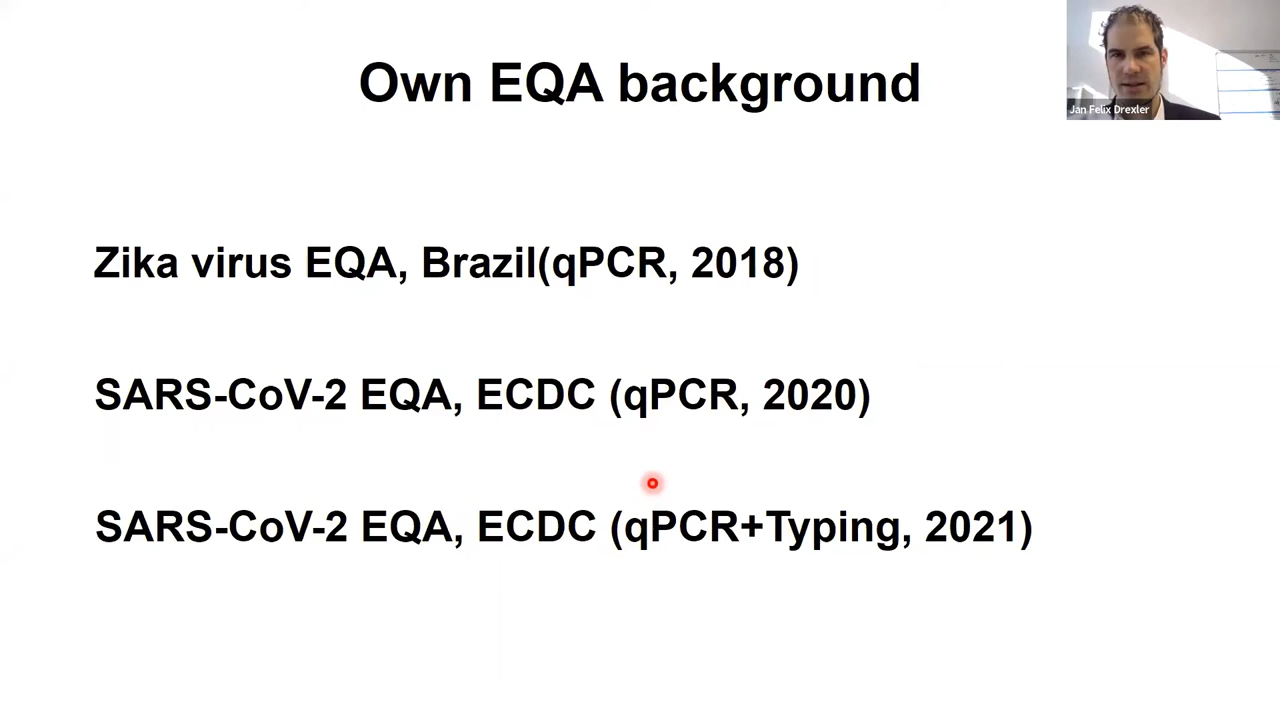 Own EQA background
Jan Felix Drexler
Zika virus EQA, Brazil(qPCR, 2018)
SARS-CoV-2 EQA, ECDC (qPCR, 2020)
SARS-CoV-2 EQA, ECDC (qPCR+Typing, 2021)